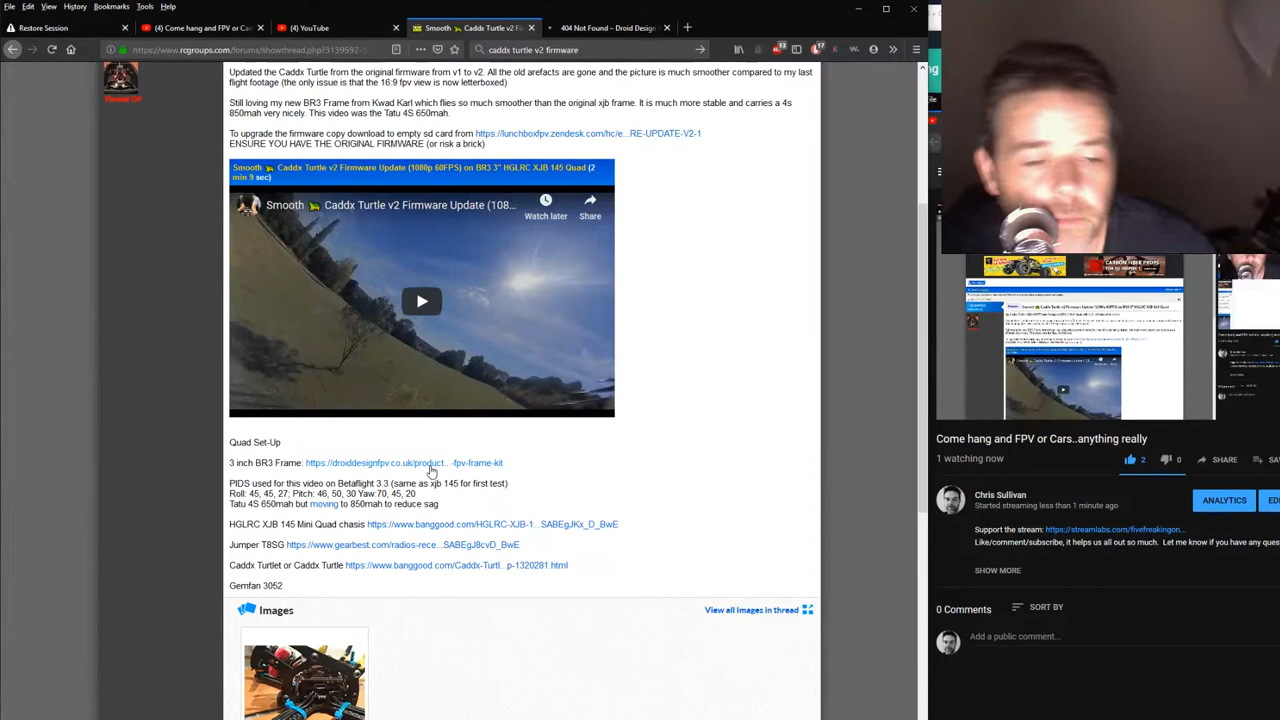 File Edit View History Bookmarks Tools Help
Restore Session
Come hang and FPV or Car
YouTube
Smooth Caddx Turtle v2 Fi
404 Not Found – Droid Design
https://www.rcgroups.com/forums/showthread.php?3139592-S
caddx turtle v2 firmware
Thread OP
Updated the Caddx Turtle from the original firmware from v1 to v2. All the old arefacts are gone and the picture is much smoother compared to my last
flight footage (the only issue is that the 16:9 fpv view is now letterboxed)
Still loving my new BR3 Frame from Kwad Karl which flies so much smoother than the original xjb frame. It is much more stable and carries a 4s
850mah very nicely. This video was the Tatu 4S 650mah.
To upgrade the firmware copy download to empty sd card from https://lunchboxfpv.zendesk.com/hc/e...RE-UPDATE-V2-1
ENSURE YOU HAVE THE ORIGINAL FIRMWARE (or risk a brick)
Smooth Caddx Turtle v2 Firmware Update (1080p 60FPS) on BR3 3" HGLRC XJB 145 Quad (2
min 9 sec)
Smooth Caddx Turtle v2 Firmware Update (108...
Watch later
Share
Quad Set-Up
3 inch BR3 Frame: https://droiddesignfpv.co.uk/product...-fpv-frame-kit
PIDS used for this video on Betaflight 3.3 (same as xjb 145 for first test)
Roll: 45, 45, 27; Pitch: 46, 50, 30 Yaw:70, 45, 20
Tatu 4S 650mah but moving to 850mah to reduce sag
HGLRC XJB 145 Mini Quad chasis https://www.banggood.com/HGLRC-XJB-1...SABEgJKx_D_BwE
Jumper T8SG https://www.gearbest.com/radios-rece...SABEgJ8cvD_BwE
Caddx Turtlet or Caddx Turtle https://www.banggood.com/Caddx-Turtl...p-1320281.html
Gemfan 3052
Images
View all Images in thread
Come hang and FPV or Cars..anything really
1 watching now
2
0
SHARE
SA
Chris Sullivan
Started streaming less than 1 minute ago
ANALYTICS
ED
Support the stream: https://streamlabs.com/fivefreakingon...
Like/comment/subscribe, it helps us all out so much. Let me know if you have any ques
SHOW MORE
0 Comments
SORT BY
Add a public comment...